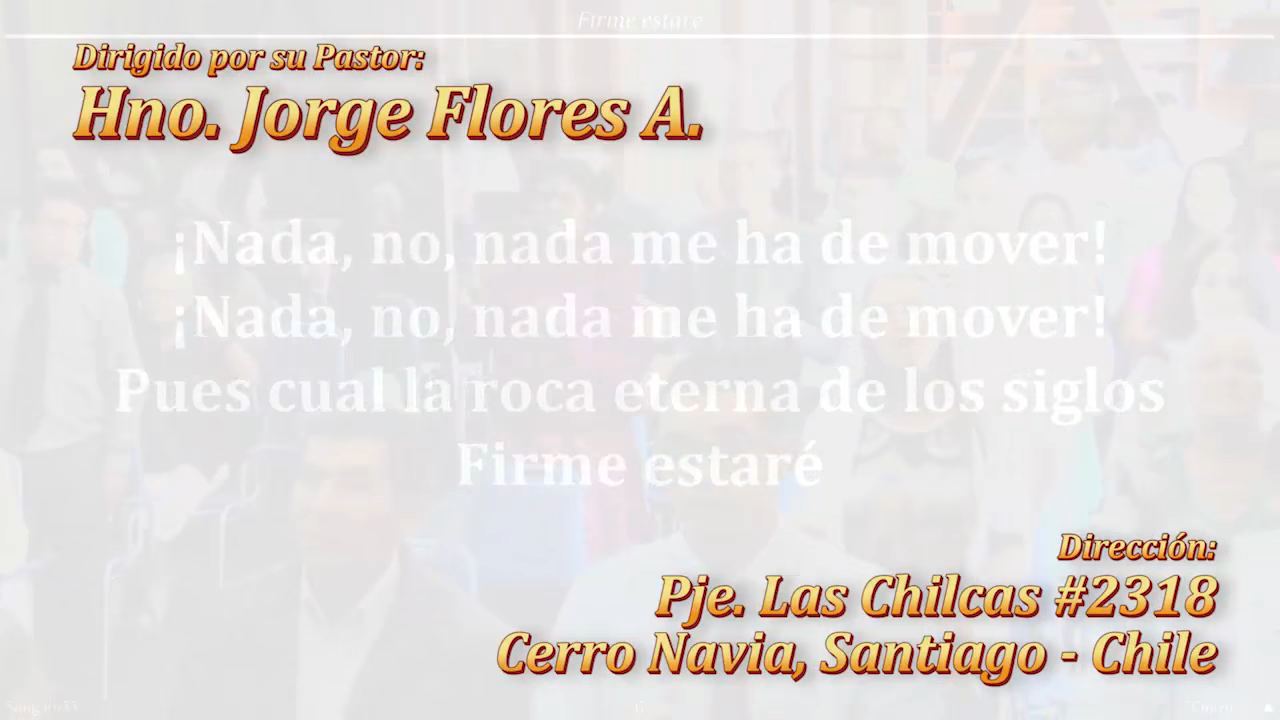 Firme estaré
Dirigido por su Pastor:
Hno. Jorge Flores A.
¡Nada, no, nada me ha de mover!
¡Nada, no, nada me ha de mover!
Pues cual la roca eterna de los siglos
Firme estaré
Dirección:
Pje. Las Chilcas #2318
Cerro Navia, Santiago - Chile